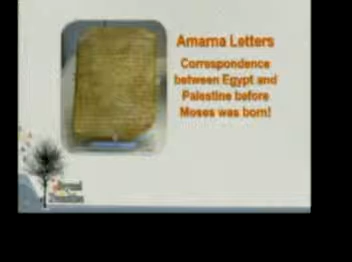 Amarna Letters
Correspondence
between Egypt and
Palestine before
Moses was born!